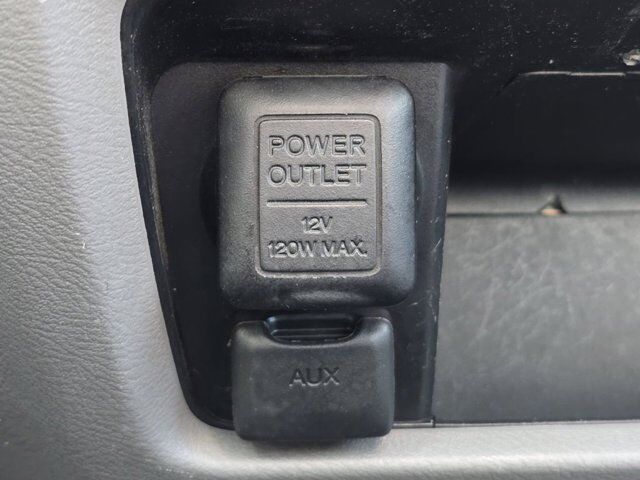 POWER
OUTLET
12V
120W MAX.
AUX